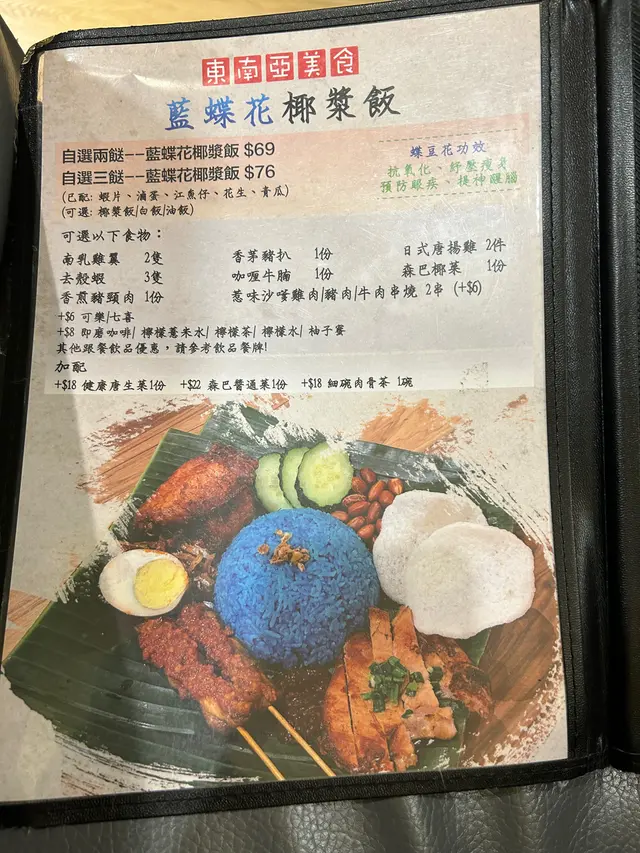 東南亞美食
藍蝶花椰漿飯
自選兩餸——藍蝶花椰漿飯 $69
自選三餸——藍蝶花椰漿飯 $76
(已配: 蝦片、滷蛋、江魚仔、花生、青瓜)
(可選: 椰漿飯/白飯/油飯)
蝶豆花功效
抗氧化、紓壓瘦身
預防眼疾、提神醒腦
可選以下食物：
南乳雞翼 2隻 香茅豬扒 1份 日式唐揚雞 2件
去殼蝦 3隻 咖喱牛腩 1份 森巴椰菜 1份
香煎豬頸肉 1份 惹味沙嗲雞肉/豬肉/牛肉串燒 2串 (+$6)
+$6 可樂/七喜
+$8 即磨咖啡/ 檸檬薏米水/ 檸檬茶/ 檸檬水/ 柚子蜜
其他跟餐飲品優惠，請參考飲品餐牌!
加配
+$18 健康唐生菜1份 +$22 森巴醬通菜1份 +$18 細碗肉骨茶 1碗